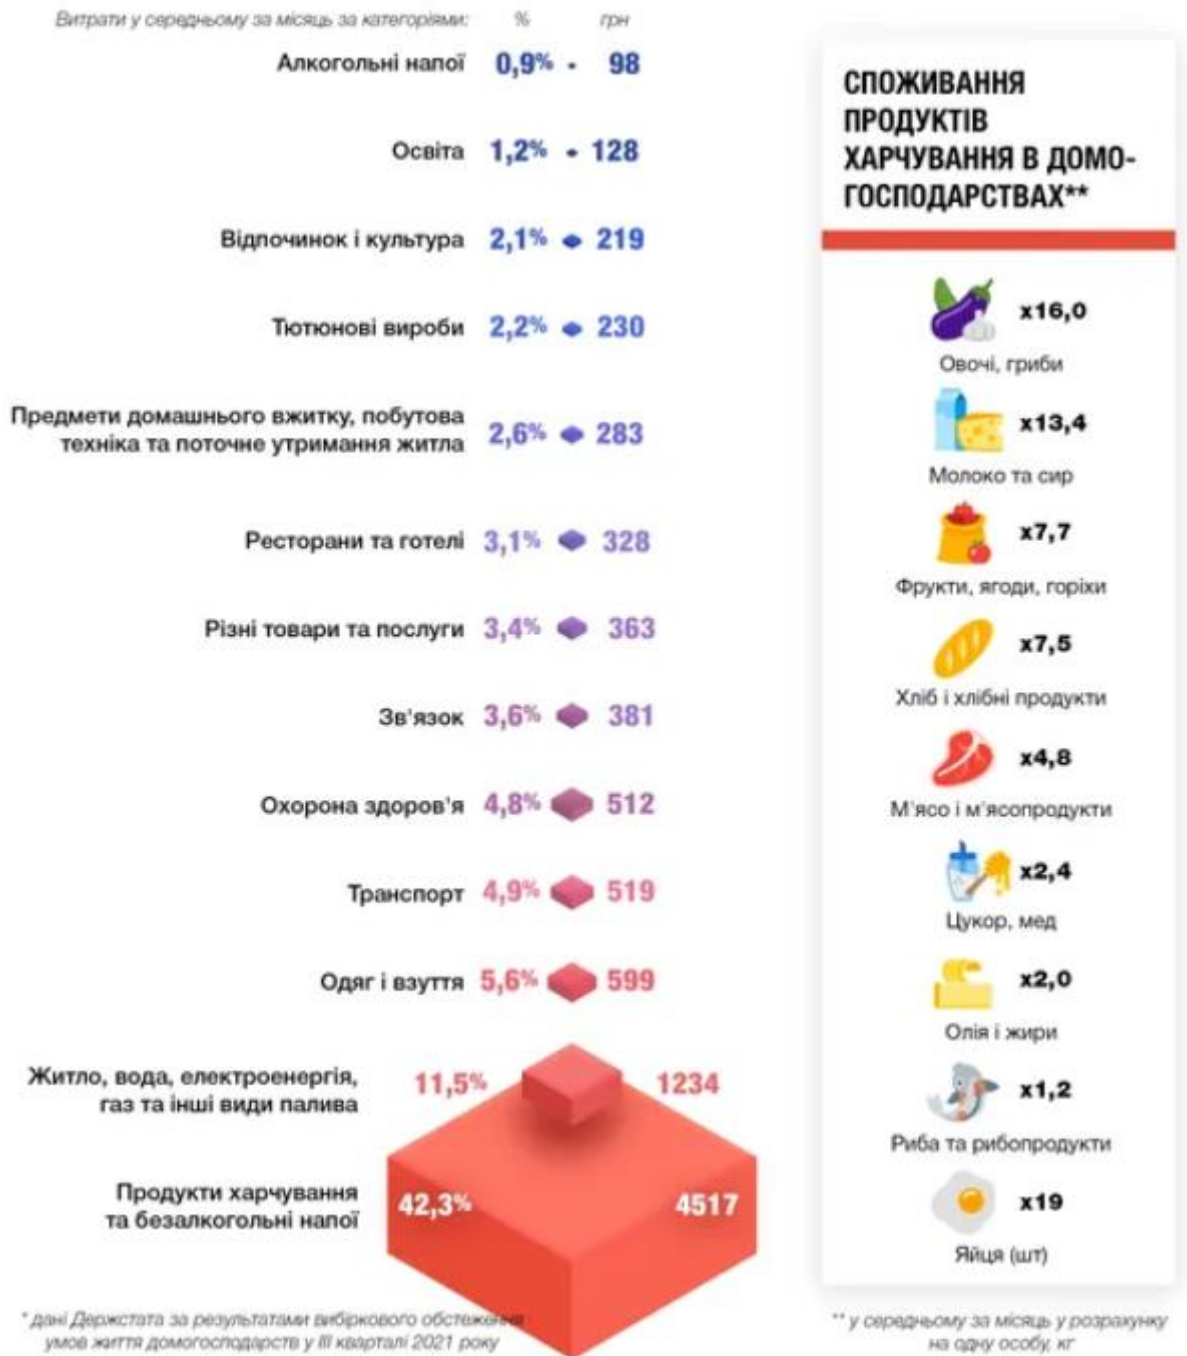 Витрати у середньому за місяць за категоріями: % грн
Алкогольні напої 0,9% 98
Освіта 1,2% 128
Відпочинок і культура 2,1% 219
Тютюнові вироби 2,2% 230
Предмети домашнього вжитку, побутова
техніка та поточне утримання житла 2,6% 283
Ресторани та готелі 3,1% 328
Різні товари та послуги 3,4% 363
Зв'язок 3,6% 381
Охорона здоров'я 4,8% 512
Транспорт 4,9% 519
Одяг і взуття 5,6% 599
Житло, вода, електроенергія,
газ та інші види палива 11,5% 1234
Продукти харчування
та безалкогольні напої 42,3% 4517
* дані Держстата за результатами вибіркового обстеження
умов життя домогосподарств у III кварталі 2021 року
СПОЖИВАННЯ
ПРОДУКТІВ
ХАРЧУВАННЯ В ДОМО-
ГОСПОДАРСТВАХ**
x16,0
Овочі, гриби
x13,4
Молоко та сир
x7,7
Фрукти, ягоди, горіхи
x7,5
Хліб і хлібні продукти
x4,8
М'ясо і м'ясопродукти
x2,4
Цукор, мед
x2,0
Олія і жири
x1,2
Риба та рибопродукти
x19
Яйця (шт)
** у середньому за місяць у розрахунку
на одну особу, кг